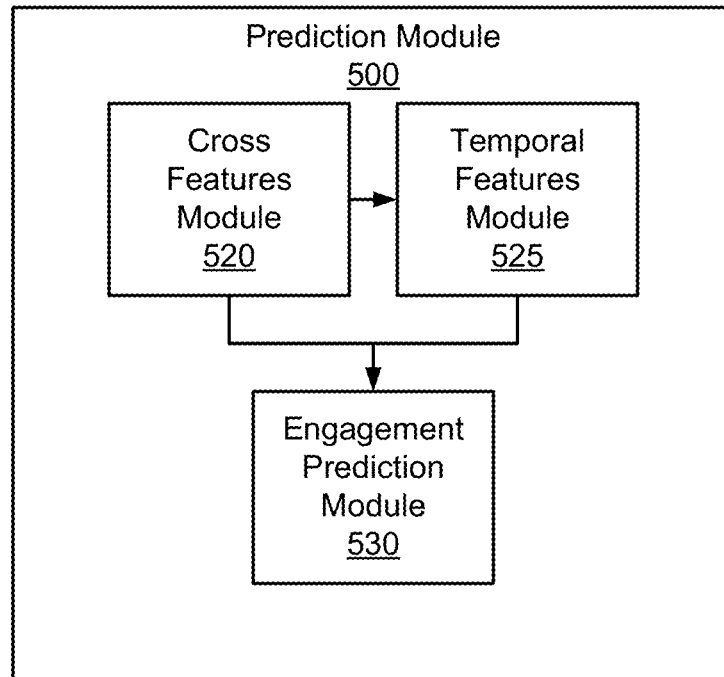 Prediction Module
500
Cross
Features
Module
520
Temporal
Features
Module
525
Engagement
Prediction
Module
530